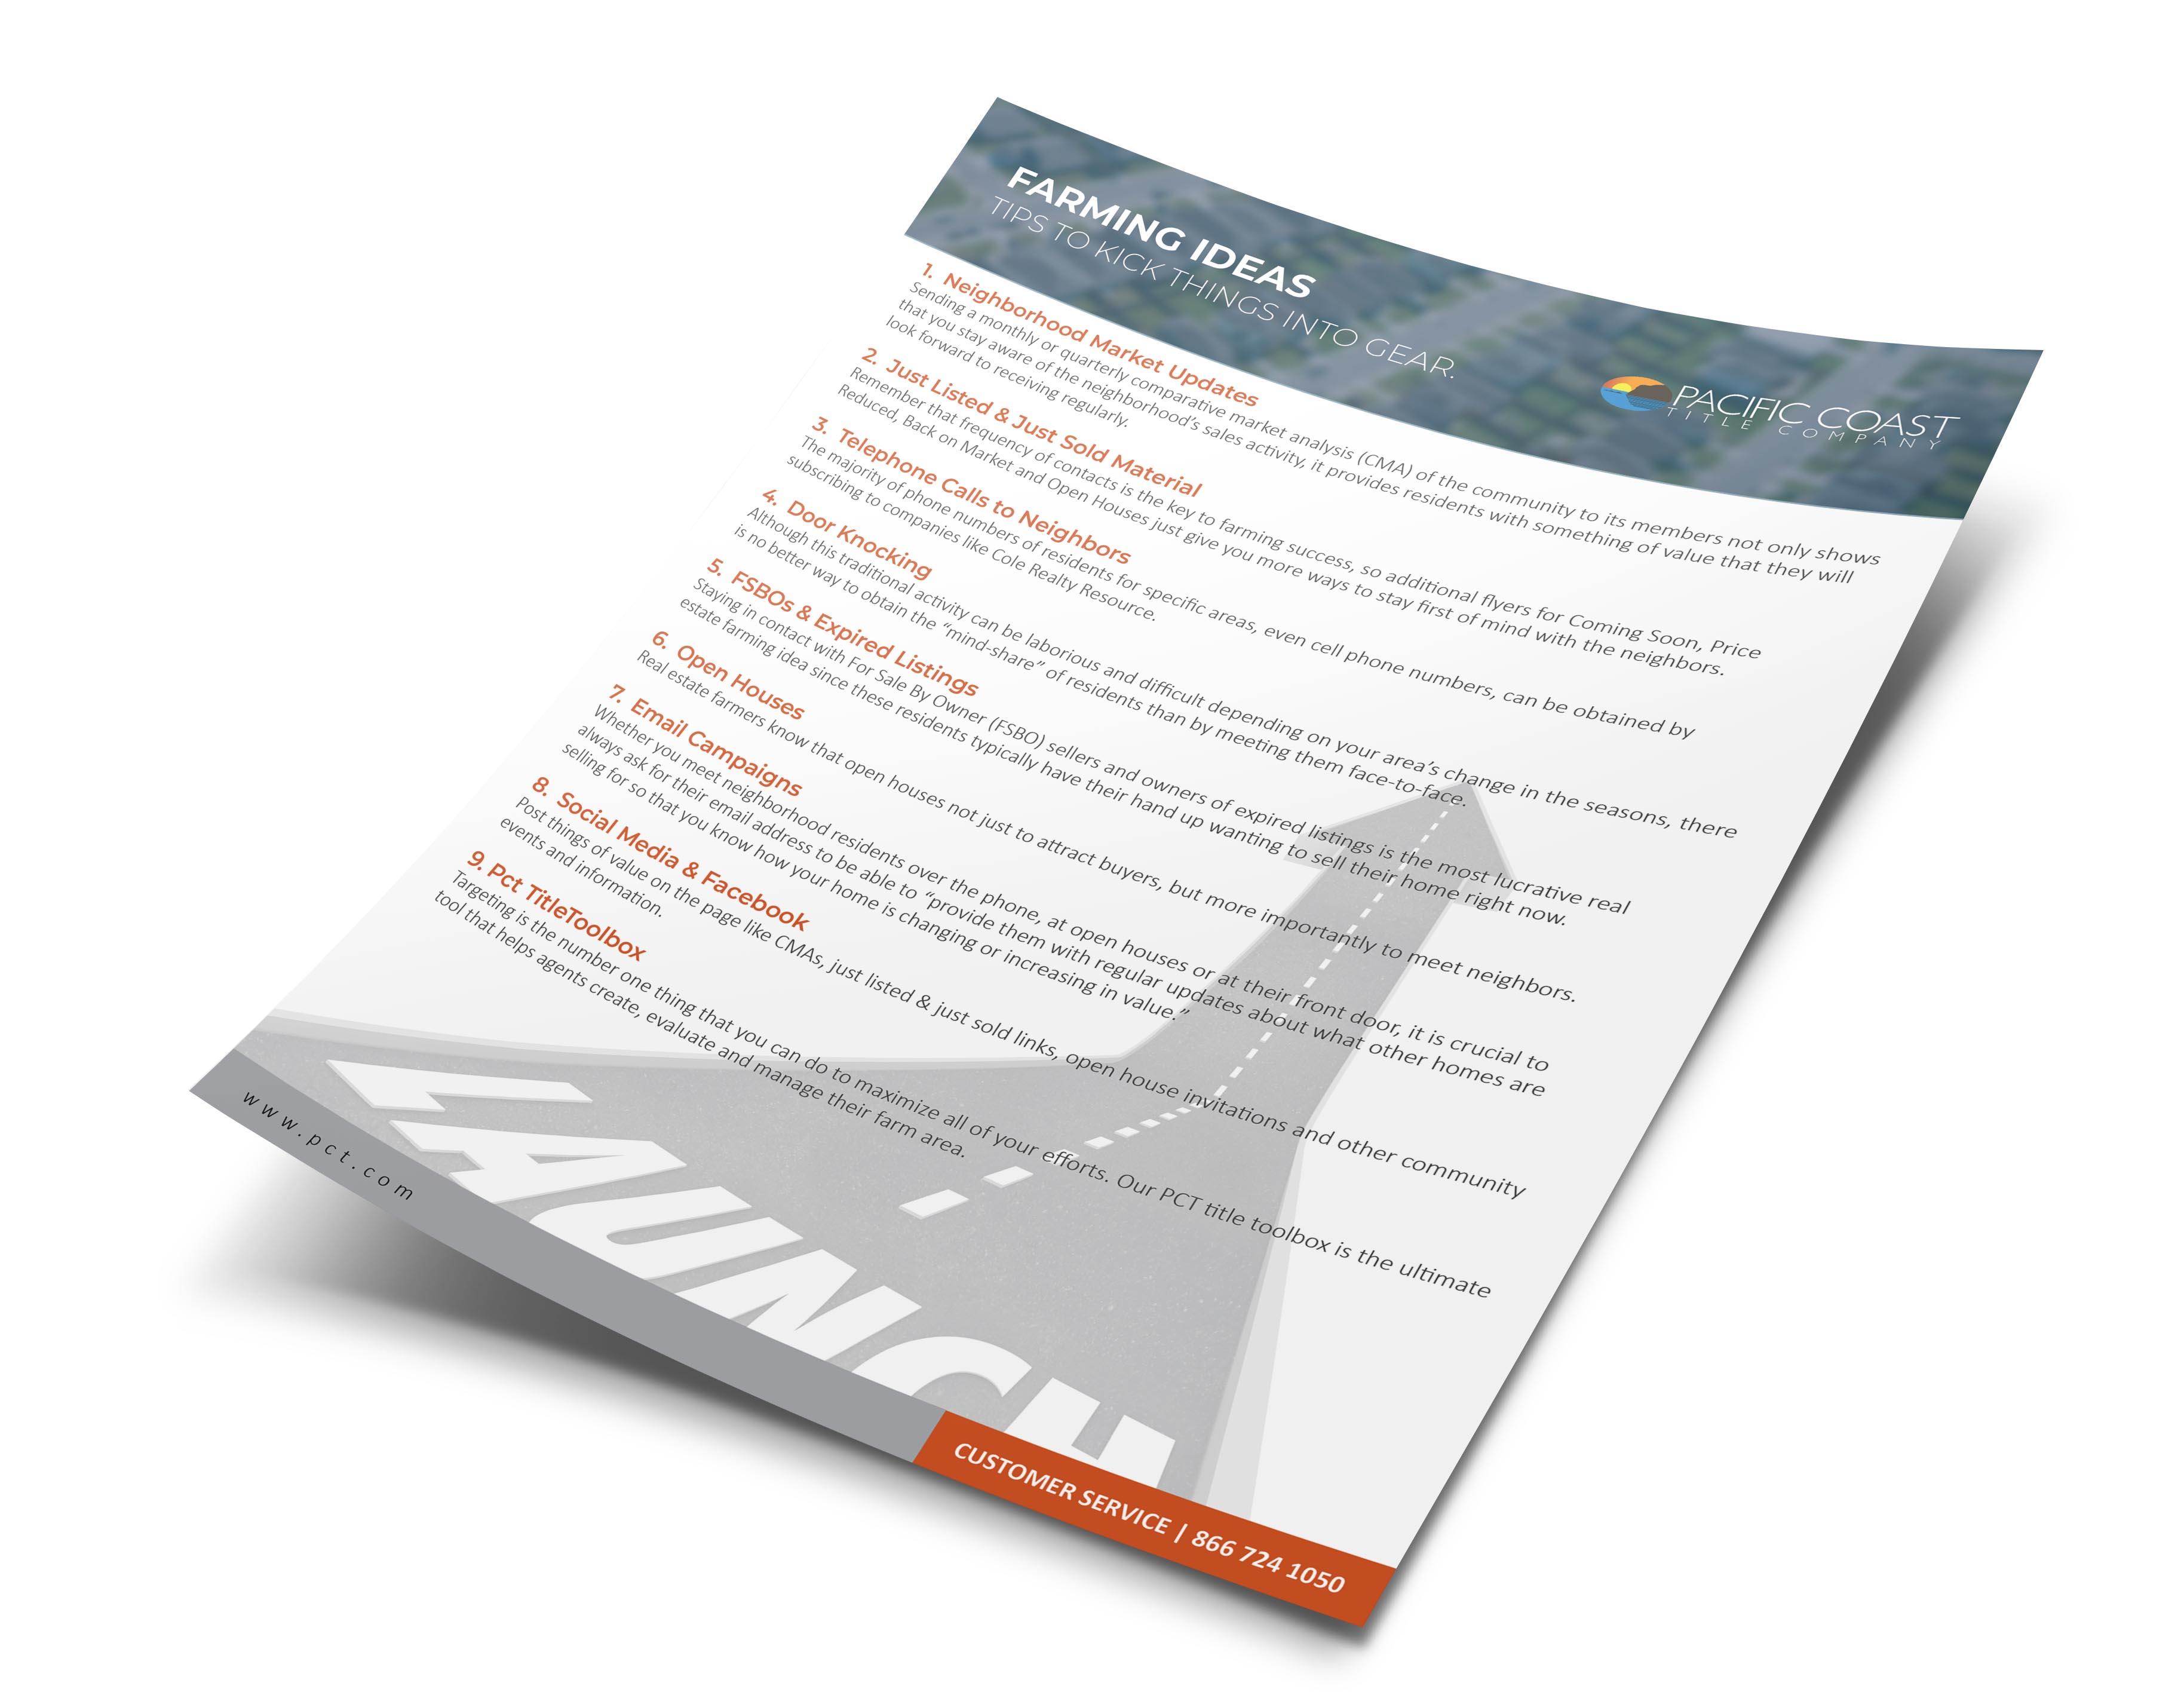 FARMING IDEAS
TIPS TO KICK THINGS INTO GEAR.
PACIFIC COAST
TITLE COMPANY
1. Neighborhood Market Updates
Sending a monthly or quarterly comparative market analysis (CMA) of the community to its members not only shows
that you stay aware of the neighborhood's sales activity, it provides residents with something of value that they will
look forward to receiving regularly.
2. Just Listed & Just Sold Material
Remember that frequency of contacts is the key to farming success, so additional flyers for Coming Soon, Price
Reduced, Back on Market and Open Houses just give you more ways to stay first of mind with the neighbors.
3. Telephone Calls to Neighbors
The majority of phone numbers of residents for specific areas, even cell phone numbers, can be obtained by
subscribing to companies like Cole Realty Resource.
4. Door Knocking
Although this traditional activity can be laborious and difficult depending on your area's change in the seasons, there
is no better way to obtain the "mind-share" of residents than by meeting them face-to-face.
5. FSBOs & Expired Listings
Staying in contact with For Sale By Owner (FSBO) sellers and owners of expired listings is the most lucrative real
estate farming idea since these residents typically have their hand up wanting to sell their home right now.
6. Open Houses
Real estate farmers know that open houses not just to attract buyers, but more importantly to meet neighbors.
7. Email Campaigns
Whether you meet neighborhood residents over the phone, at open houses or at their front door, it is crucial to
always ask for their email address to be able to "provide them with regular updates about what other homes are
selling for so that you know how your home is changing or increasing in value."
8. Social Media & Facebook
Post things of value on the page like CMAs, just listed & just sold links, open house invitations and other community
events and information.
9. Pct TitleToolbox
Targeting is the number one thing that you can do to maximize all of your efforts. Our PCT title toolbox is the ultimate
tool that helps agents create, evaluate and manage their farm area.
LAUNCH
www.pct.com
CUSTOMER SERVICE | 866 724 1050